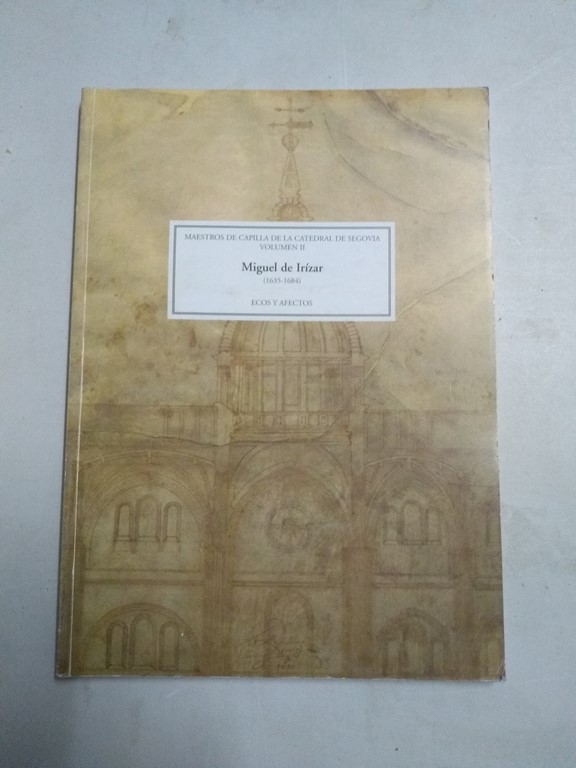 MAESTROS DE CAPILLA DE LA CATEDRAL DE SEGOVIA
VOLUMEN II
Miguel de Irízar
(1635-1684)
ECOS Y AFECTOS